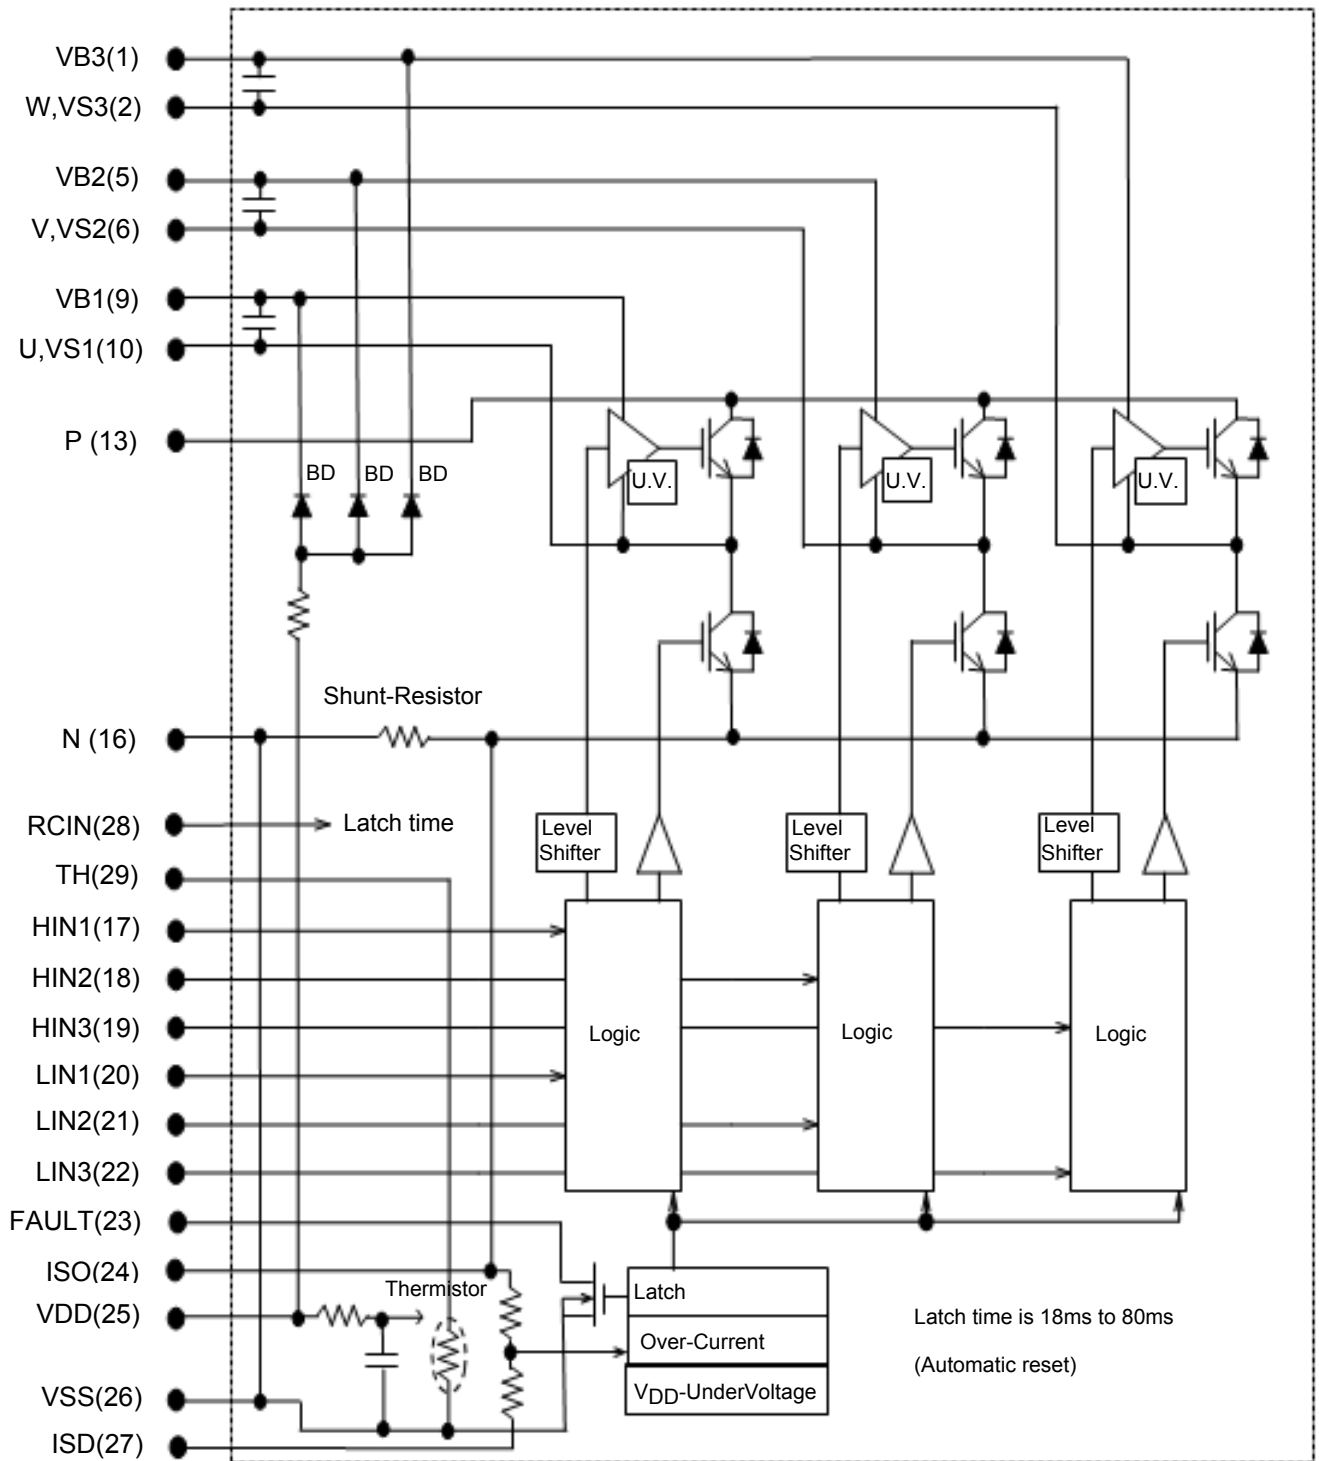 VB3(1)
W,VS3(2)
VB2(5)
V,VS2(6)
VB1(9)
U,VS1(10)
P (13)
BD
BD
BD
U.V.
U.V.
U.V.
Shunt-Resistor
N (16)
RCIN(28)
Latch time
Level
Shifter
Level
Shifter
Level
Shifter
TH(29)
HIN1(17)
HIN2(18)
HIN3(19)
Logic
Logic
Logic
LIN1(20)
LIN2(21)
LIN3(22)
FAULT(23)
ISO(24)
Thermistor
Latch
VDD(25)
Latch time is 18ms to 80ms
Over-Current
(Automatic reset)
VSS(26)
VDD-UnderVoltage
ISD(27)